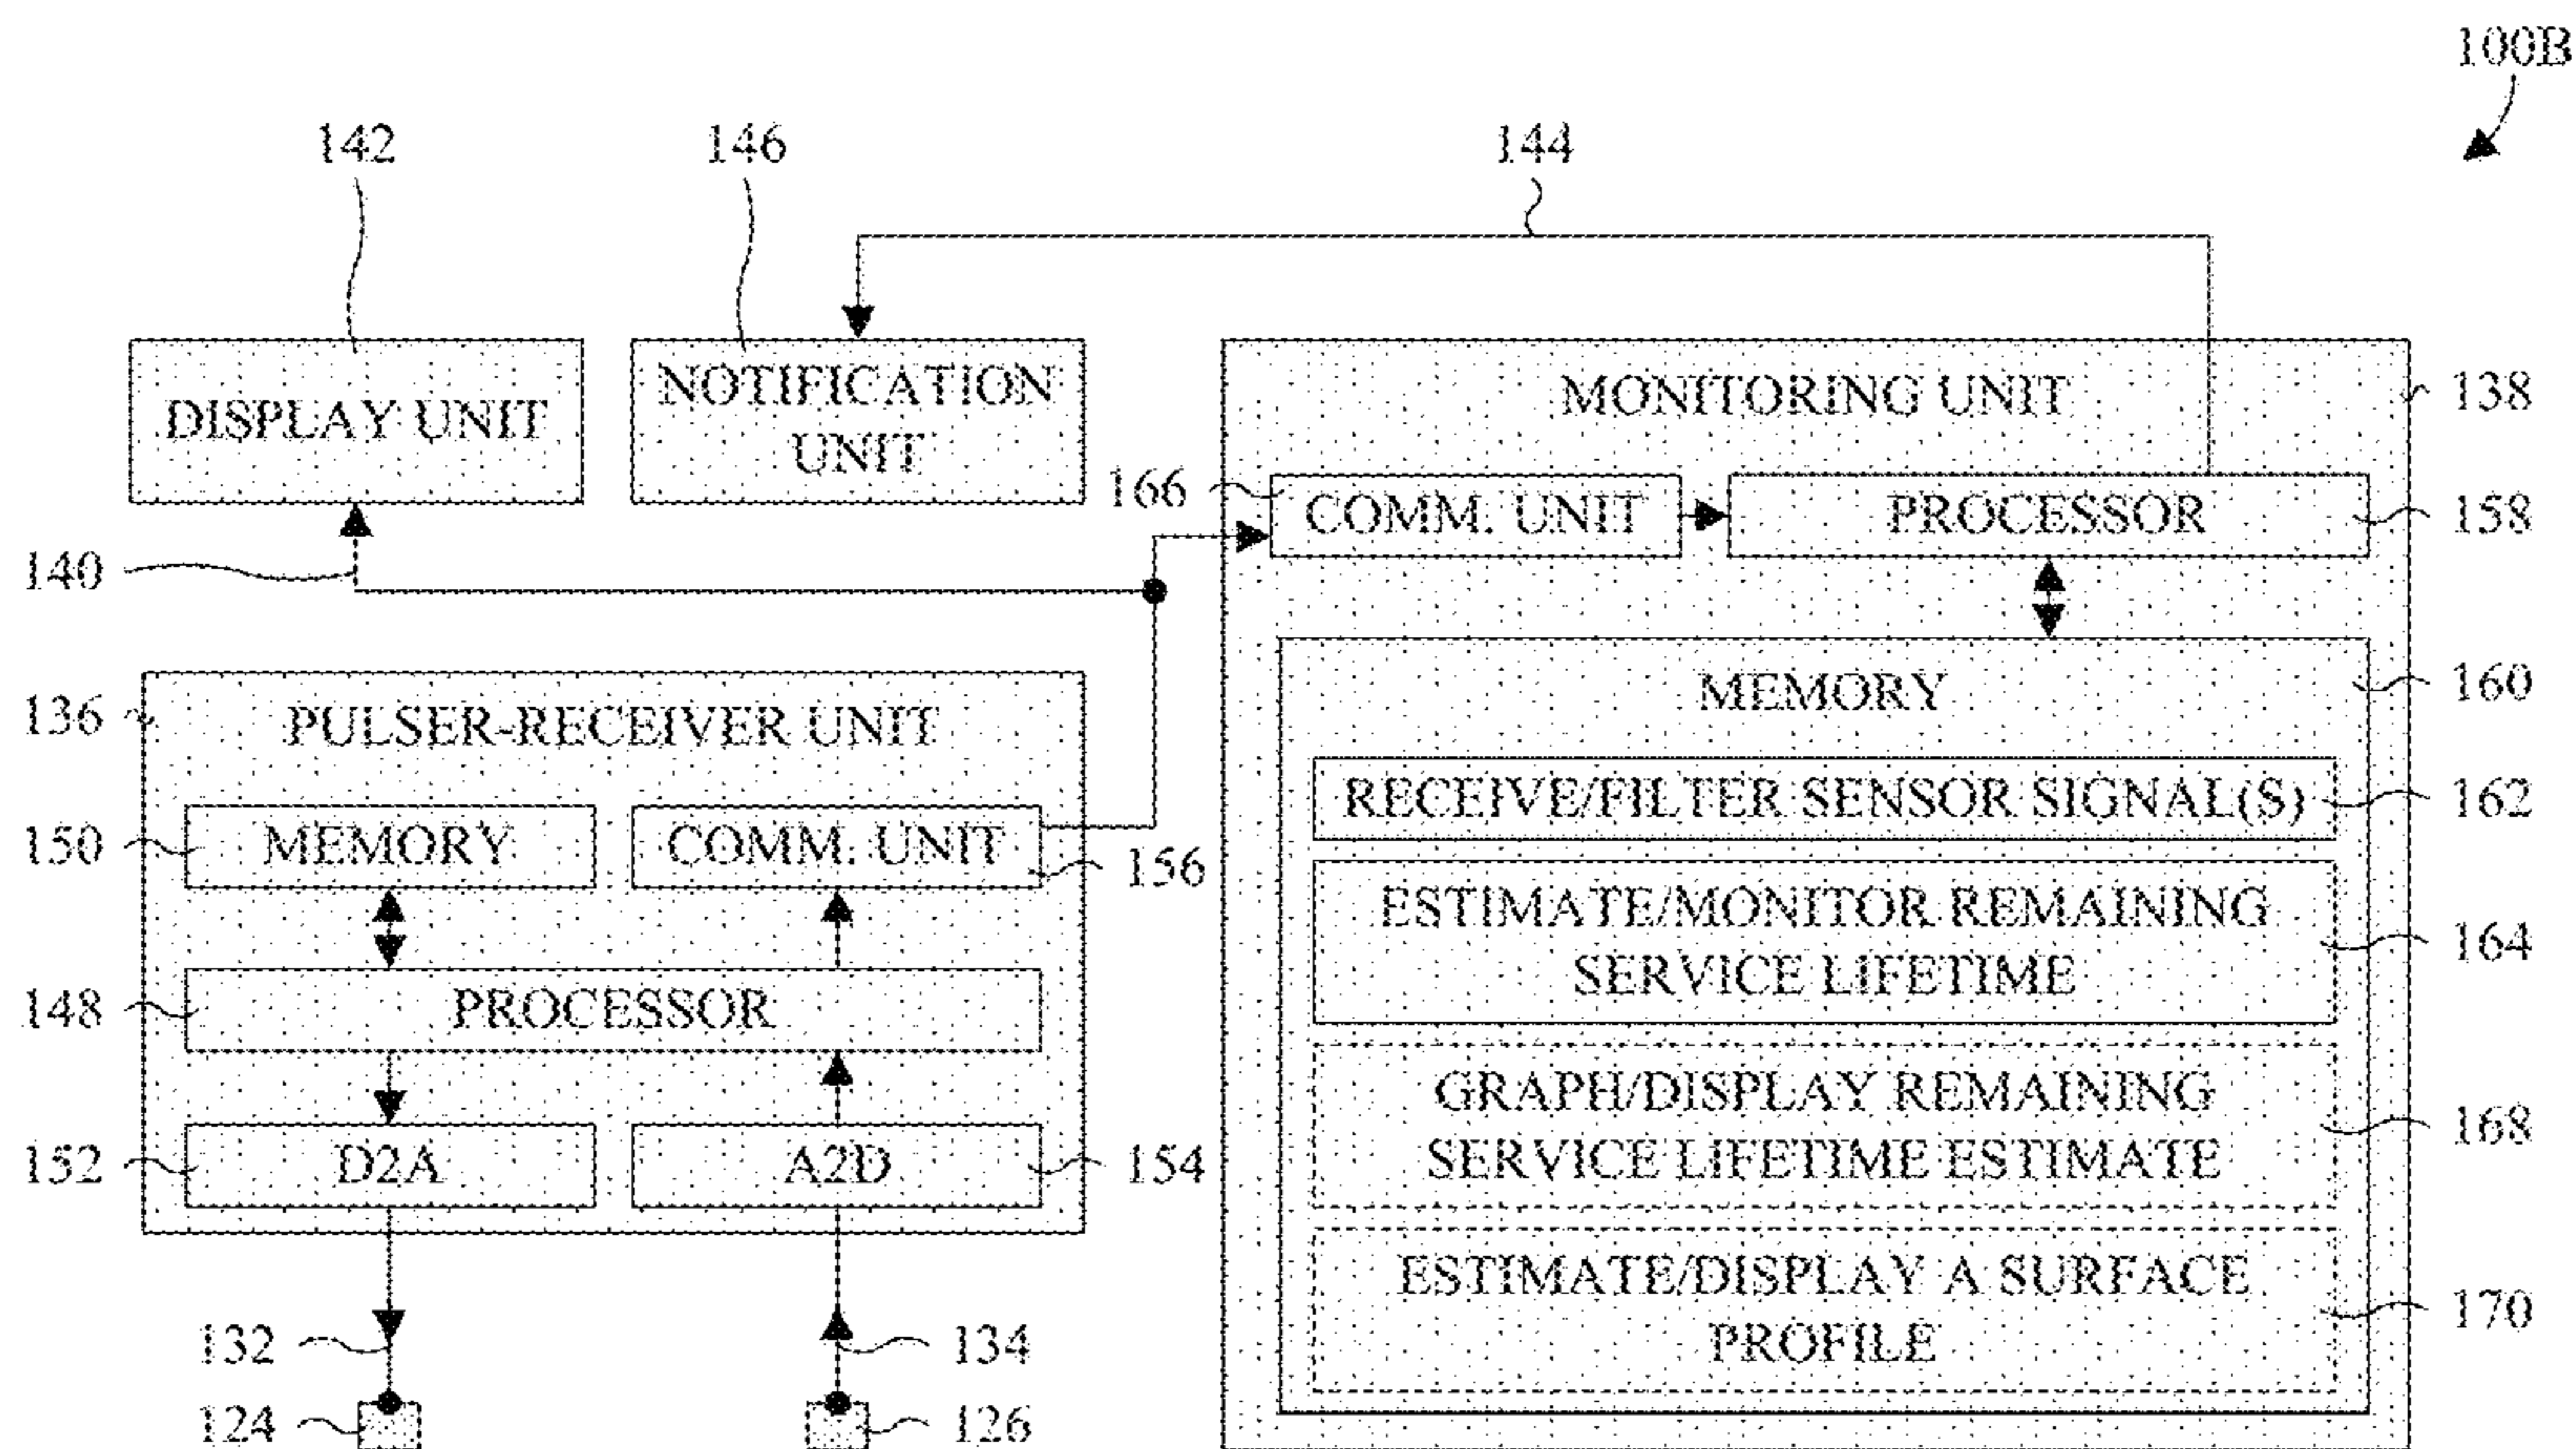 100B
142
146
144
DISPLAY UNIT
NOTIFICATION
UNIT
MONITORING UNIT
138
166
COMM. UNIT
PROCESSOR
158
140
136
PULSER-RECEIVER UNIT
MEMORY
160
150
MEMORY
COMM. UNIT
156
RECEIVE/FILTER SENSOR SIGNAL(S)
162
ESTIMATE/MONITOR REMAINING
SERVICE LIFETIME
164
148
PROCESSOR
GRAPH/DISPLAY REMAINING
SERVICE LIFETIME ESTIMATE
168
152
D2A
A2D
154
ESTIMATE/DISPLAY A SURFACE
PROFILE
170
132
134
124
126